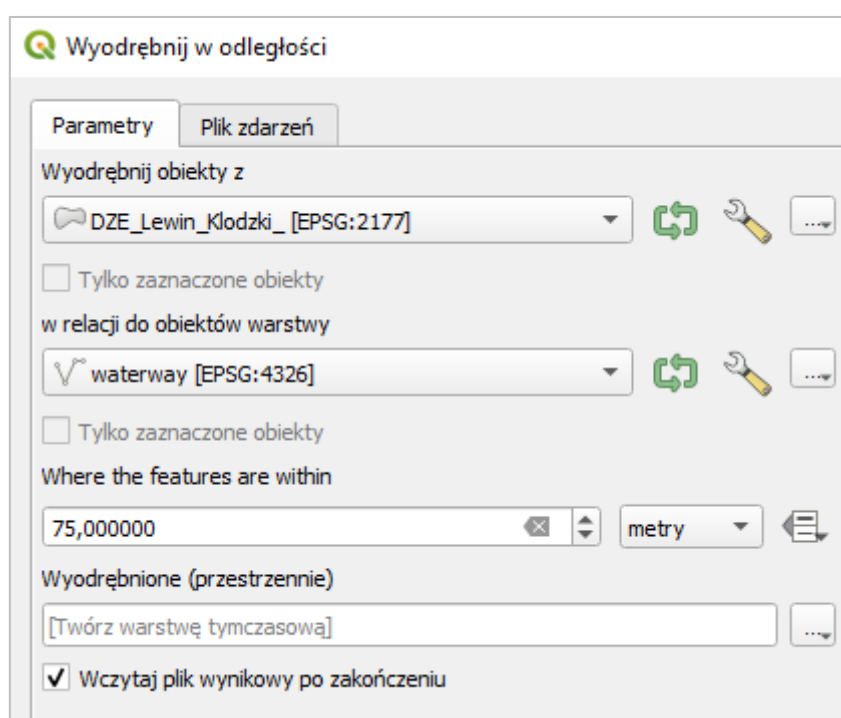 Wyodrębnij w odległości
Parametry Plik zdarzeń
Wyodrębnij obiekty z
DZE_Lewin_Klodzki_ [EPSG:2177]
...
Tylko zaznaczone obiekty
w relacji do obiektów warstwy
waterway [EPSG:4326]
...
Tylko zaznaczone obiekty
Where the features are within
75,000000 metry
Wyodrębnione (przestrzennie)
[Twórz warstwę tymczasową] ...
Wczytaj plik wynikowy po zakończeniu